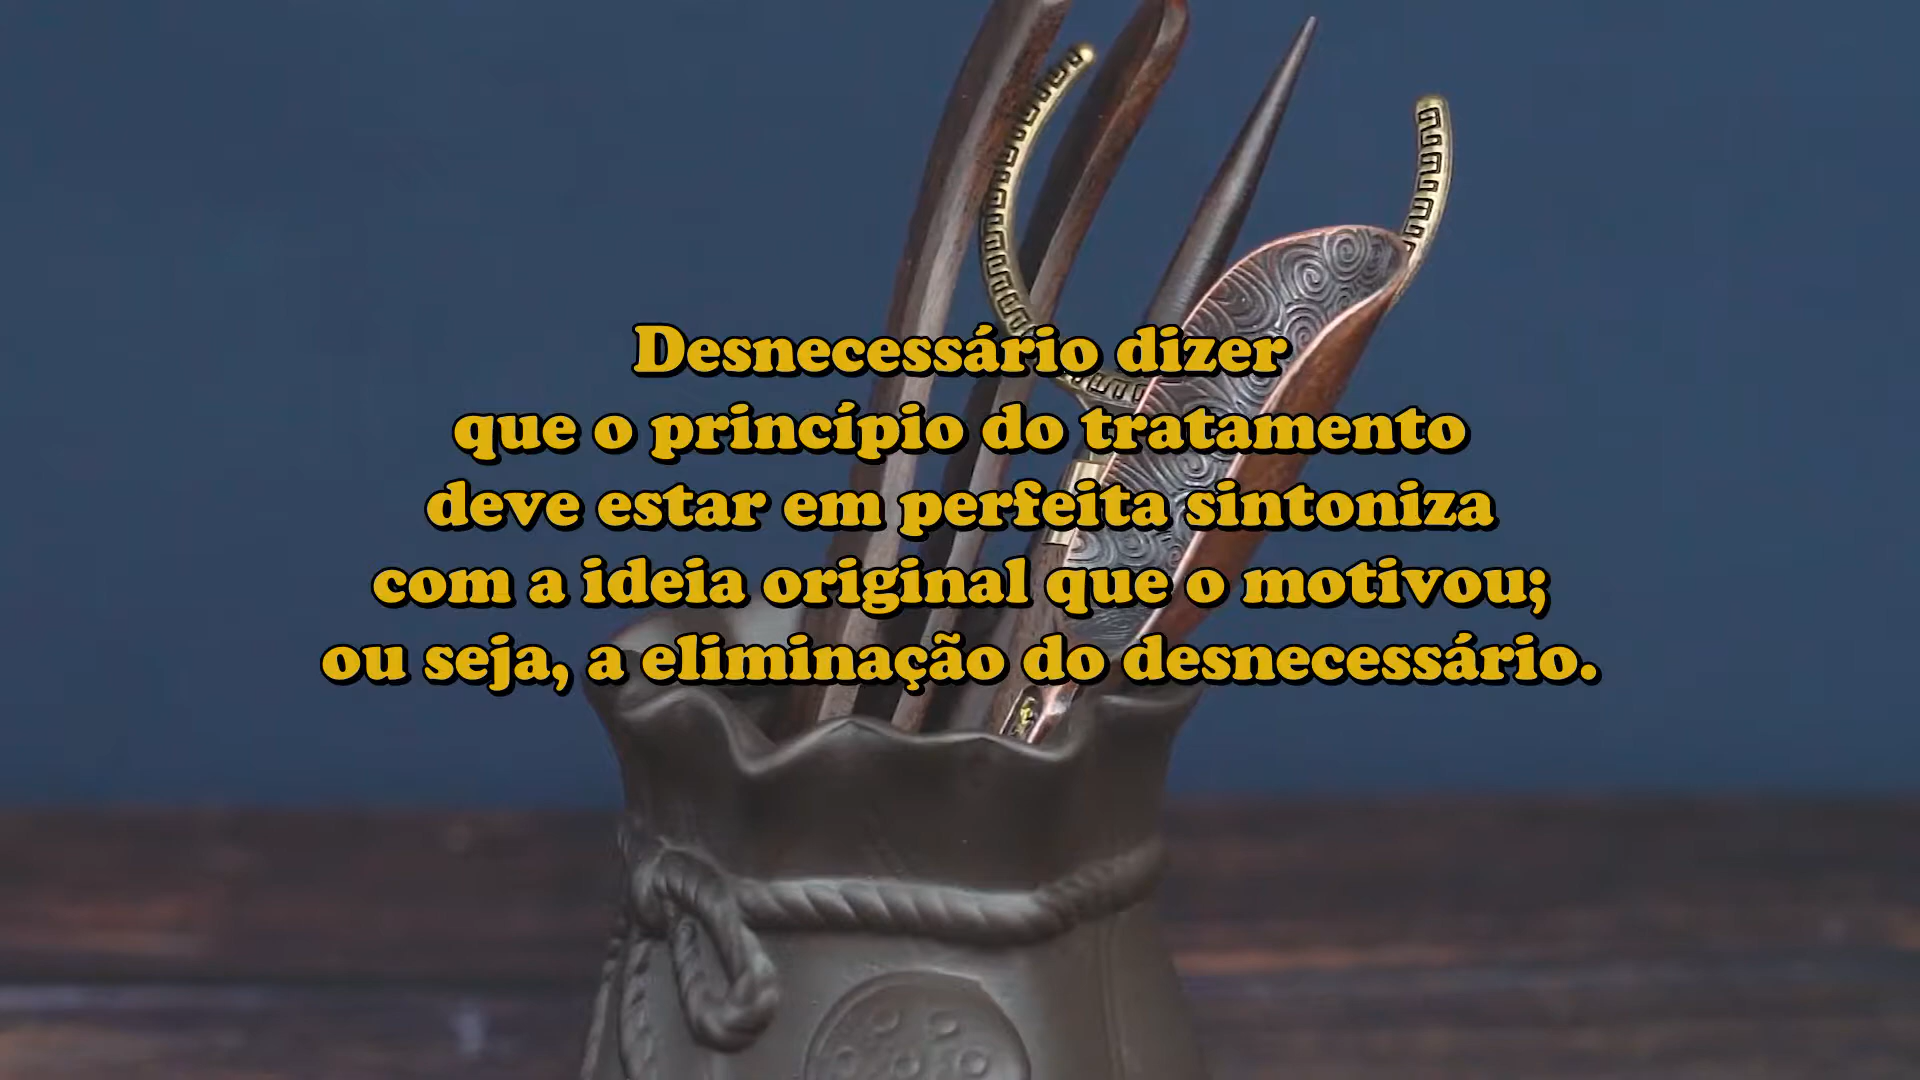 Desnecessário dizer
que o princípio do tratamento
deve estar em perfeita sintoniza
com a ideia original que o motivou;
ou seja, a eliminação do desnecessário.